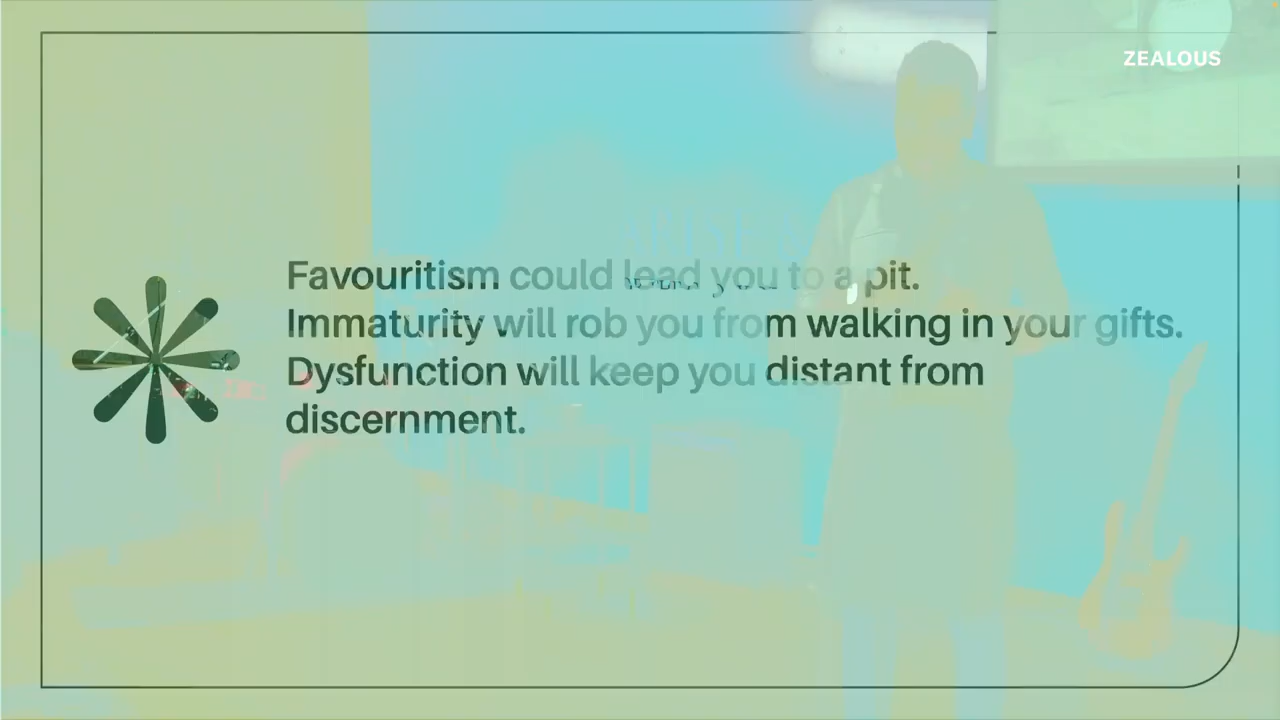 ZEALOUS
ARISE &
Favouritism could lead you to a pit.
Immaturity will rob you from walking in your gifts.
Dysfunction will keep you distant from
discernment.